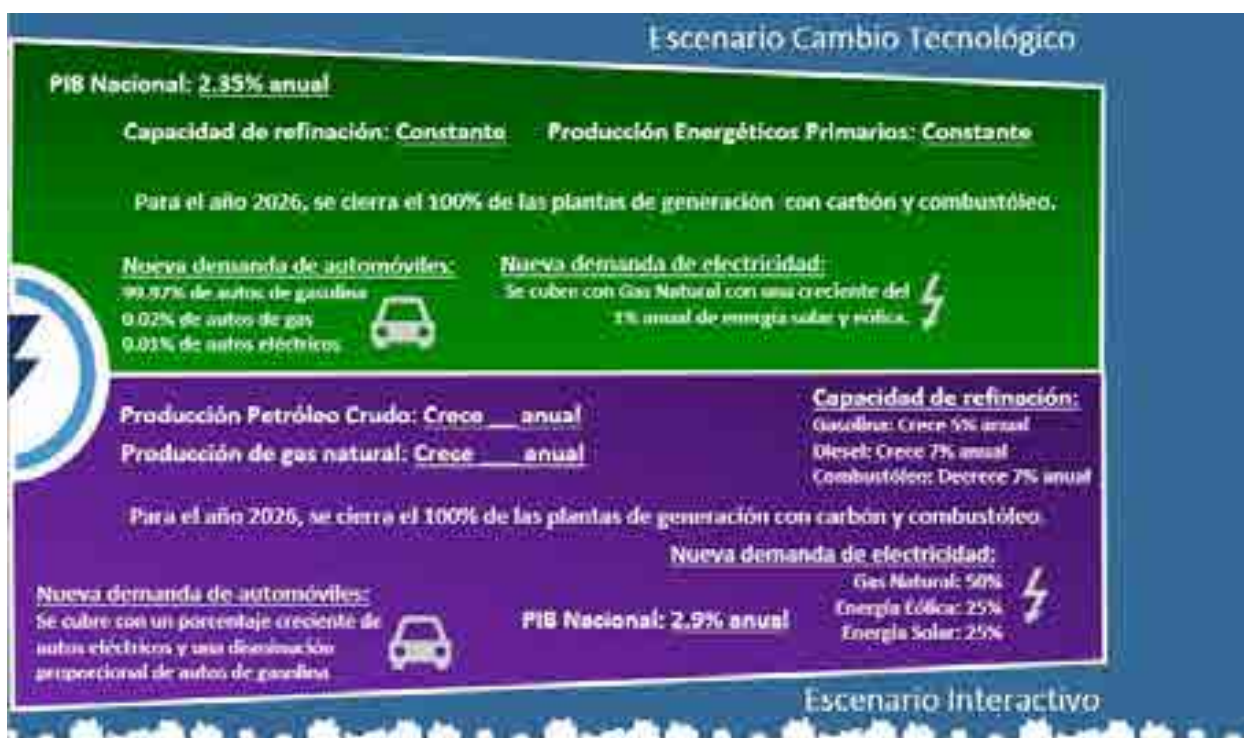 Escenario Cambio Tecnológico
PIB Nacional: 2.35% anual
Capacidad de refinación: Constante
Producción Energéticos Primarios: Constante
Para el año 2026, se cierra el 100% de las plantas de generación con carbón y combustóleo.
Nueva demanda de automóviles:
99.97% de autos de gasolina
0.02% de autos de gas
0.01% de autos eléctricos
Nueva demanda de electricidad:
Se cubre con Gas Natural con una creciente del
1% anual de energía solar y eólica.
Producción Petróleo Crudo: Crece ___ anual
Producción de gas natural: Crece ___ anual
Capacidad de refinación:
Gasolina: Crece 5% anual
Diesel: Crece 7% anual
Combustóleo: Decrece 7% anual
Para el año 2026, se cierra el 100% de las plantas de generación con carbón y combustóleo.
Nueva demanda de electricidad:
Gas Natural: 50%
Energía Eólica: 25%
Energía Solar: 25%
Nueva demanda de automóviles:
Se cubre con un porcentaje creciente de
autos eléctricos y una disminución
proporcional de autos de gasolina
PIB Nacional: 2.9% anual
Escenario Interactivo